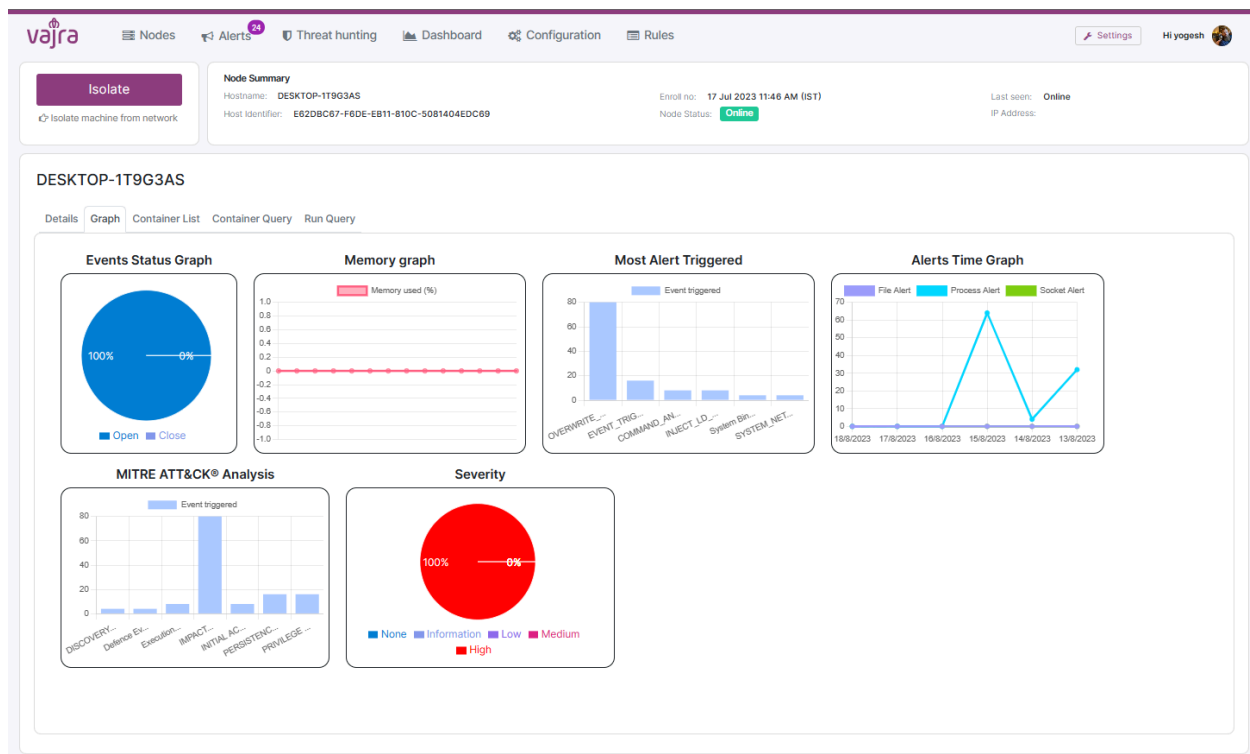 vajra
Nodes
Alerts 24
Threat hunting
Dashboard
Configuration
Rules
Settings
Hi yogesh
Isolate
Isolate machine from network
Node Summary
Hostname: DESKTOP-1T9G3AS
Host Identifier: E62DBC67-F6DE-EB11-810C-5081404EDC69
Enroll no: 17 Jul 2023 11:46 AM (IST)
Node Status: Online
Last seen: Online
IP Address:
DESKTOP-1T9G3AS
Details Graph Container List Container Query Run Query
Events Status Graph
100% 0%
Open Close
Memory graph
Memory used (%)
1.0
0.8
0.6
0.4
0.2
0
-0.2
-0.4
-0.6
-0.8
-1.0
Most Alert Triggered
Event triggered
80
60
40
20
0
OVERWRITE_... EVENT_TRIG... COMMAND_AN... INJECT_LD_... System Bin... SYSTEM_NET...
Alerts Time Graph
File Alert Process Alert Socket Alert
70
60
50
40
30
20
10
0
18/8/2023 17/8/2023 16/8/2023 15/8/2023 14/8/2023 13/8/2023
MITRE ATT&CK® Analysis
Event triggered
80
60
40
20
0
DISCOVERY... Defence Ev... Execution... IMPACT... INITIAL AC... PERSISTENC... PRIVILEGE ...
Severity
100% 0%
None Information Low Medium
High